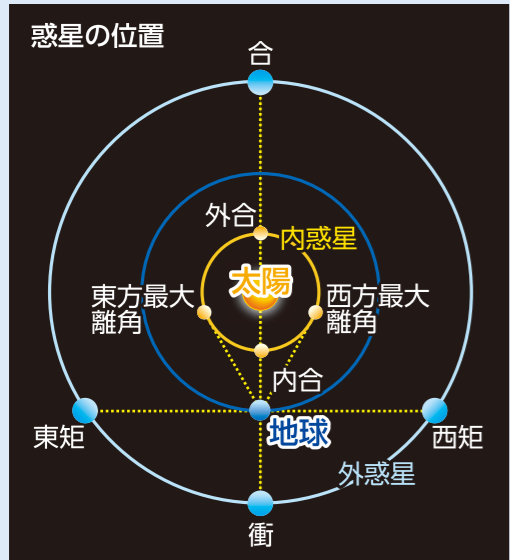 惑星の位置
合
外合
内惑星
太陽
東方最大
離角
西方最大
離角
内合
地球
東矩
西矩
外惑星
衝